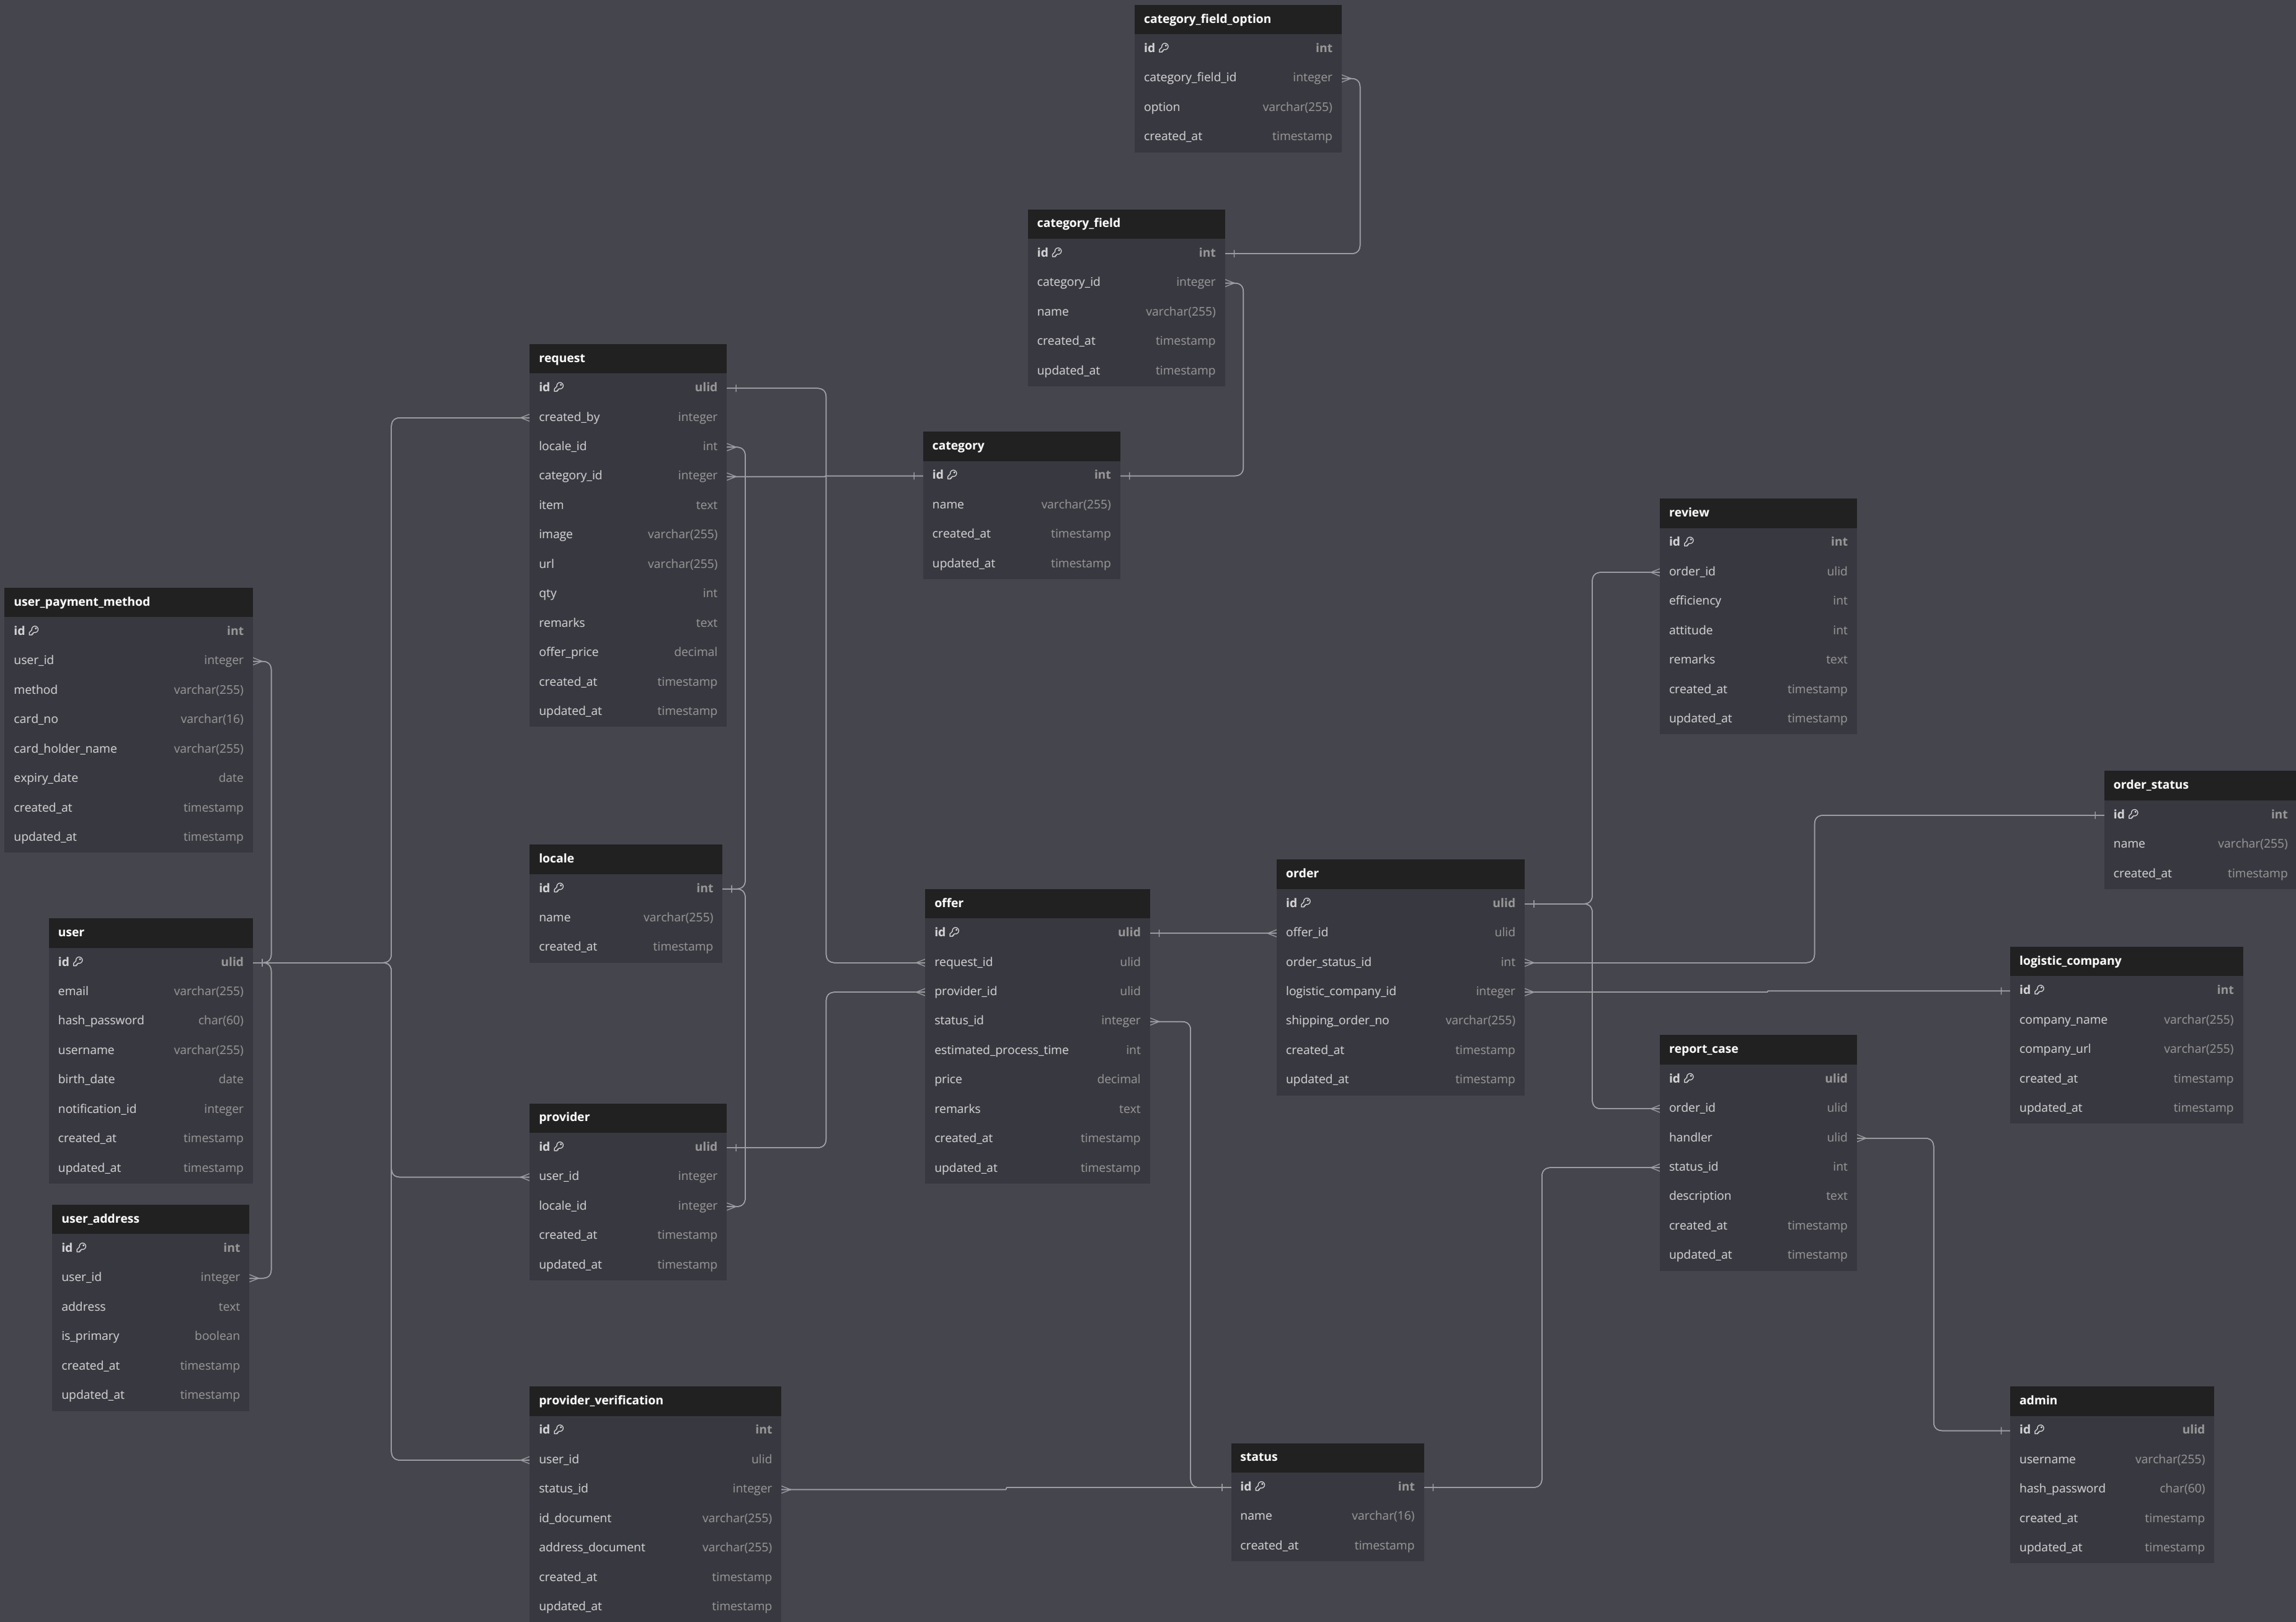 category_field_option
id int
category_field_id integer
option varchar(255)
created_at timestamp
category_field
id int
category_id integer
name varchar(255)
created_at timestamp
updated_at timestamp
request
id ulid
created_by integer
locale_id int
category_id integer
item text
image varchar(255)
url varchar(255)
qty int
remarks text
offer_price decimal
created_at timestamp
updated_at timestamp
category
id int
name varchar(255)
created_at timestamp
updated_at timestamp
review
id int
order_id ulid
efficiency int
attitude int
remarks text
created_at timestamp
updated_at timestamp
user_payment_method
id int
user_id integer
method varchar(255)
card_no varchar(16)
card_holder_name varchar(255)
expiry_date date
created_at timestamp
updated_at timestamp
order_status
id int
name varchar(255)
created_at timestamp
locale
id int
name varchar(255)
created_at timestamp
order
id ulid
offer_id ulid
order_status_id int
logistic_company_id integer
shipping_order_no varchar(255)
created_at timestamp
updated_at timestamp
offer
id ulid
request_id ulid
provider_id ulid
status_id integer
estimated_process_time int
price decimal
remarks text
created_at timestamp
updated_at timestamp
user
id ulid
email varchar(255)
hash_password char(60)
username varchar(255)
birth_date date
notification_id integer
created_at timestamp
updated_at timestamp
logistic_company
id int
company_name varchar(255)
company_url varchar(255)
created_at timestamp
updated_at timestamp
report_case
id ulid
order_id ulid
handler ulid
status_id int
description text
created_at timestamp
updated_at timestamp
provider
id ulid
user_id integer
locale_id integer
created_at timestamp
updated_at timestamp
user_address
id int
user_id integer
address text
is_primary boolean
created_at timestamp
updated_at timestamp
provider_verification
id int
user_id ulid
status_id integer
id_document varchar(255)
address_document varchar(255)
created_at timestamp
updated_at timestamp
status
id int
name varchar(16)
created_at timestamp
admin
id ulid
username varchar(255)
hash_password char(60)
created_at timestamp
updated_at timestamp